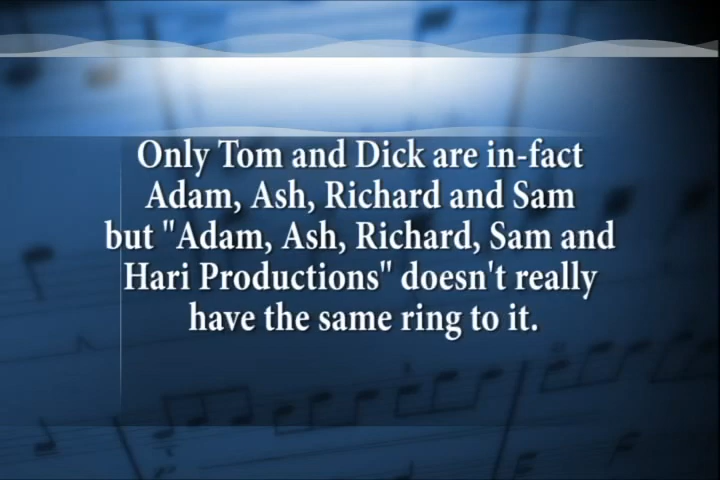 Only Tom and Dick are in-fact
Adam, Ash, Richard and Sam
but "Adam, Ash, Richard, Sam and
Hari Productions" doesn't really
have the same ring to it.